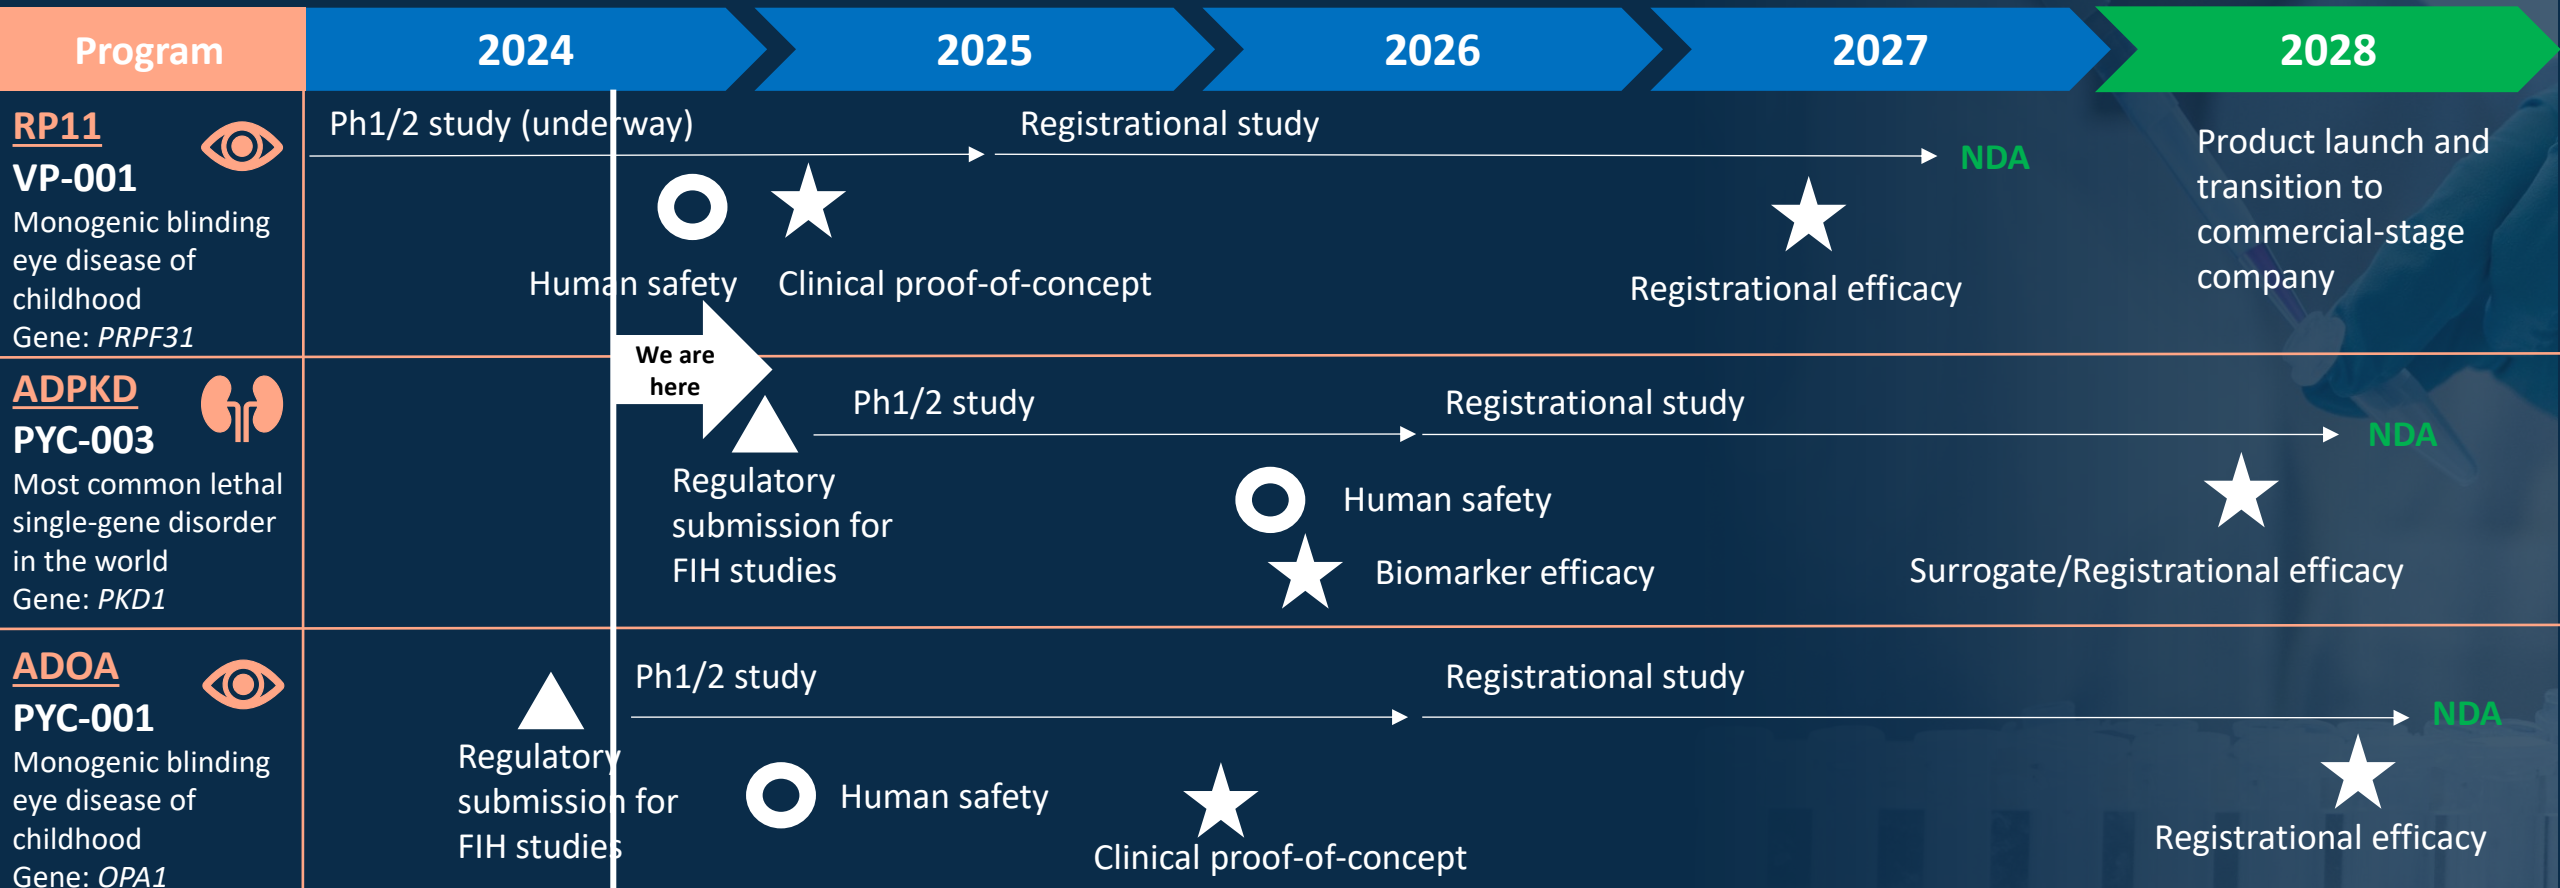 Program
2024
2025
2026
2027
2028
RP11
VP-001
Monogenic blinding
eye disease of
childhood
Gene: PRPF31
Ph1/2 study (underway)
Registrational study
NDA
Human safety
Clinical proof-of-concept
Registrational efficacy
Product launch and
transition to
commercial-stage
company
We are
here
ADPKD
PYC-003
Most common lethal
single-gene disorder
in the world
Gene: PKD1
Ph1/2 study
Registrational study
NDA
Regulatory
submission for
FIH studies
Human safety
Biomarker efficacy
Surrogate/Registrational efficacy
ADOA
PYC-001
Monogenic blinding
eye disease of
childhood
Gene: OPA1
Ph1/2 study
Registrational study
NDA
Regulatory
submission for
FIH studies
Human safety
Clinical proof-of-concept
Registrational efficacy